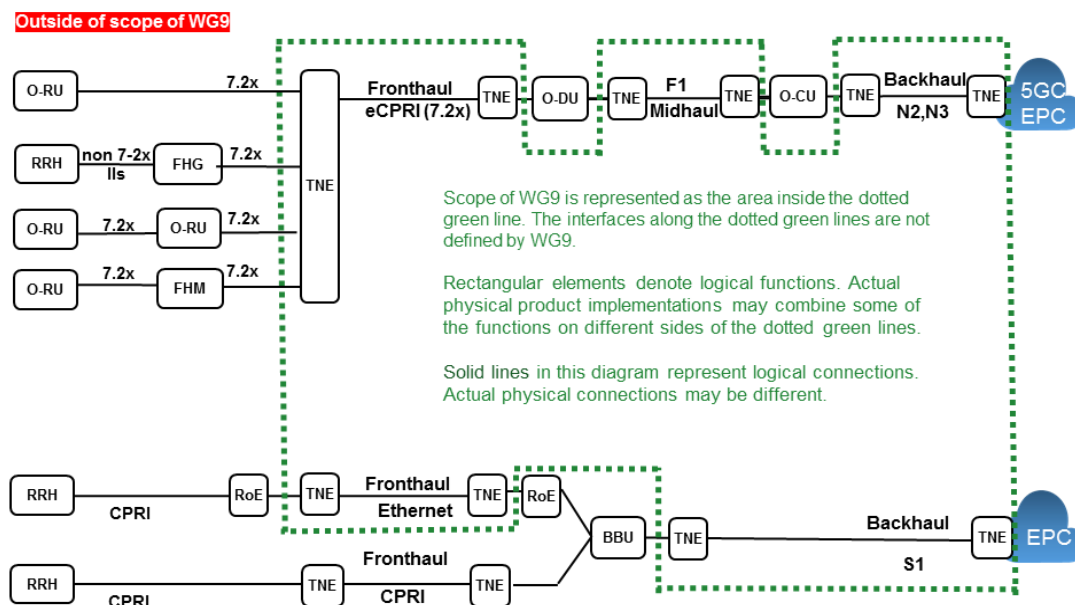 Outside of scope of WG9
O-RU
7.2x
TNE
Fronthaul
eCPRI (7.2x)
TNE
O-DU
TNE
F1
Midhaul
TNE
O-CU
TNE
Backhaul
N2,N3
TNE
5GC
EPC
RRH
non 7-2x
lls
FHG
7.2x
O-RU
7.2x
O-RU
7.2x
O-RU
7.2x
FHM
7.2x
Scope of WG9 is represented as the area inside the dotted
green line. The interfaces along the dotted green lines are not
defined by WG9.
Rectangular elements denote logical functions. Actual
physical product implementations may combine some of
the functions on different sides of the dotted green lines.
Solid lines in this diagram represent logical connections.
Actual physical connections may be different.
RRH
CPRI
RoE
TNE
Fronthaul
Ethernet
TNE
RoE
BBU
TNE
Backhaul
S1
TNE
EPC
RRH
CPRI
TNE
Fronthaul
CPRI
TNE